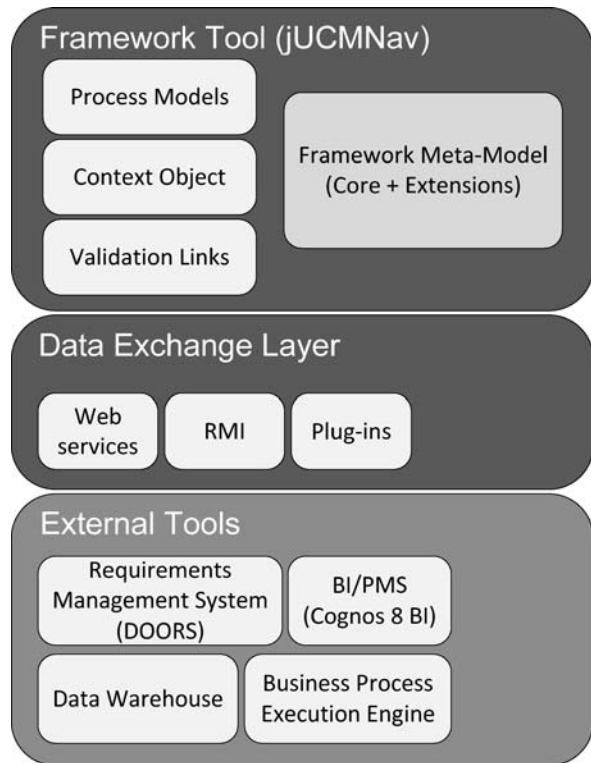 Framework Tool (jUCMNav)
Process Models
Context Object
Validation Links
Framework Meta-Model
(Core + Extensions)
Data Exchange Layer
Web
services
RMI
Plug-ins
External Tools
Requirements
Management System
(DOORS)
BI/PMS
(Cognos 8 BI)
Data Warehouse
Business Process
Execution Engine